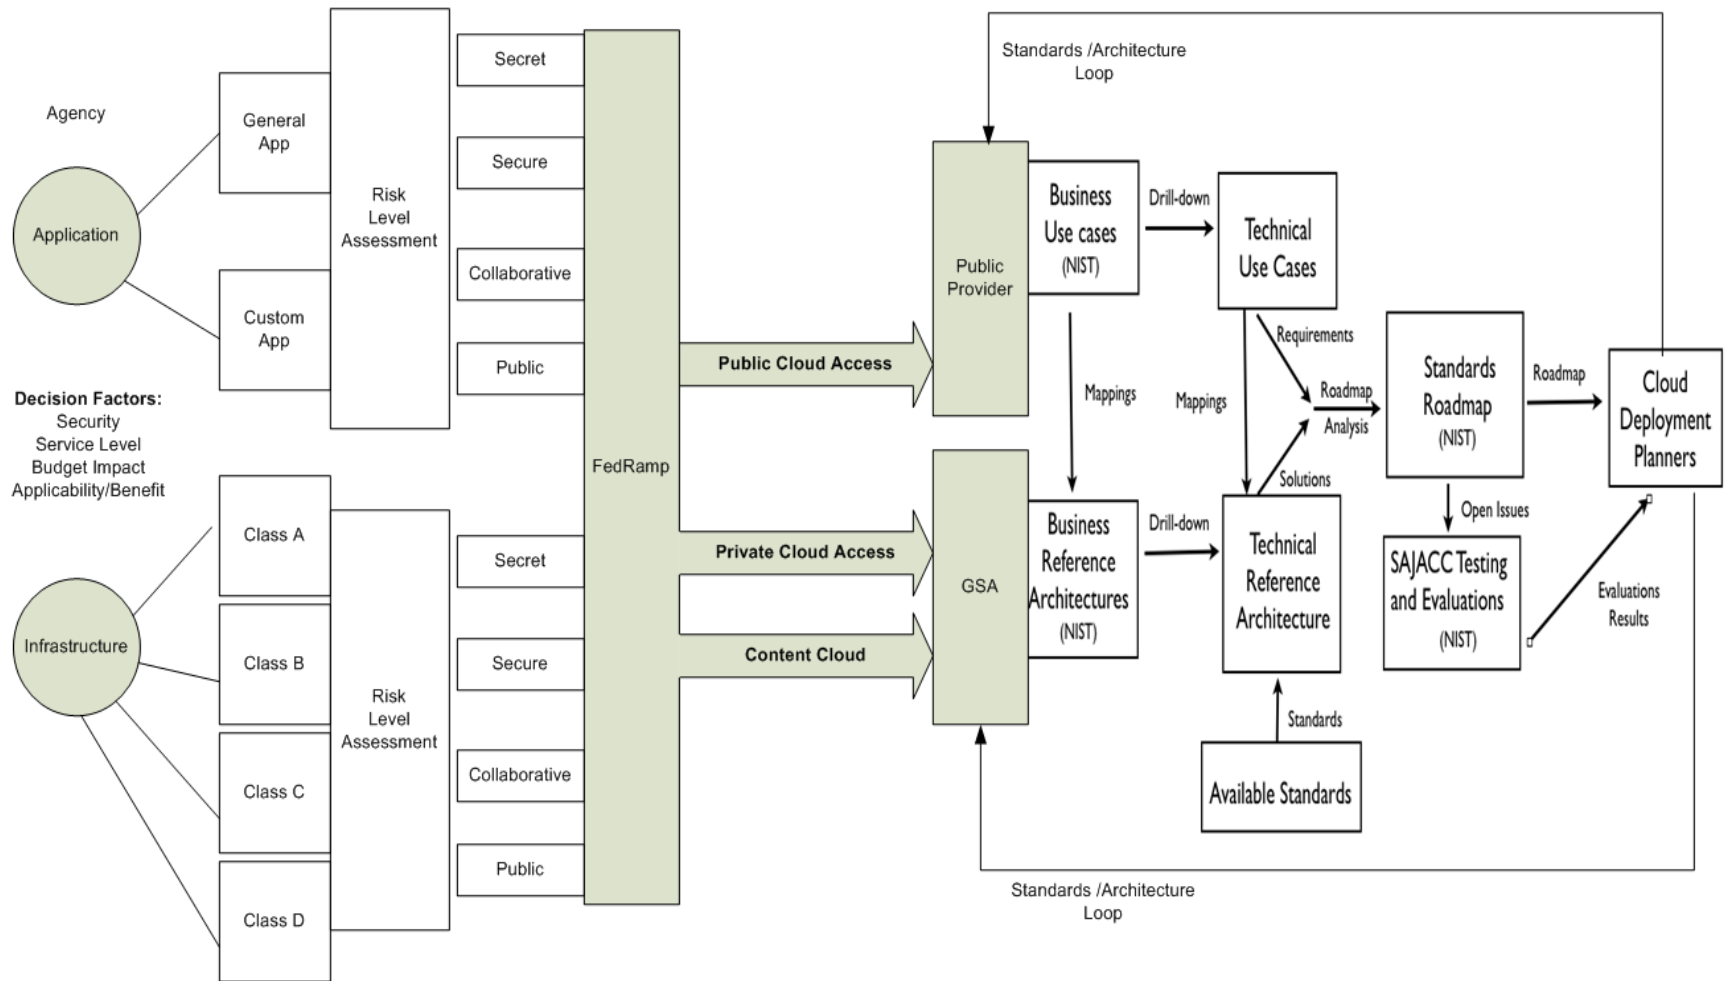 Agency
Application
General
App
Custom
App
Risk
Level
Assessment
Secret
Secure
Collaborative
Public
Decision Factors:
Security
Service Level
Budget Impact
Applicability/Benefit
Infrastructure
Class A
Class B
Class C
Class D
Risk
Level
Assessment
Secret
Secure
Collaborative
Public
FedRamp
Public Cloud Access
Private Cloud Access
Content Cloud
Standards /Architecture
Loop
Public
Provider
GSA
Business
Use cases
(NIST)
Drill-down
Technical
Use Cases
Mappings
Mappings
Requirements
Roadmap
Analysis
Solutions
Business
Reference
Architectures
(NIST)
Drill-down
Technical
Reference
Architecture
Standards
Available Standards
Standards
Roadmap
(NIST)
Roadmap
Cloud
Deployment
Planners
Open Issues
SAJACC Testing
and Evaluations
(NIST)
Evaluations
Results
Standards /Architecture
Loop